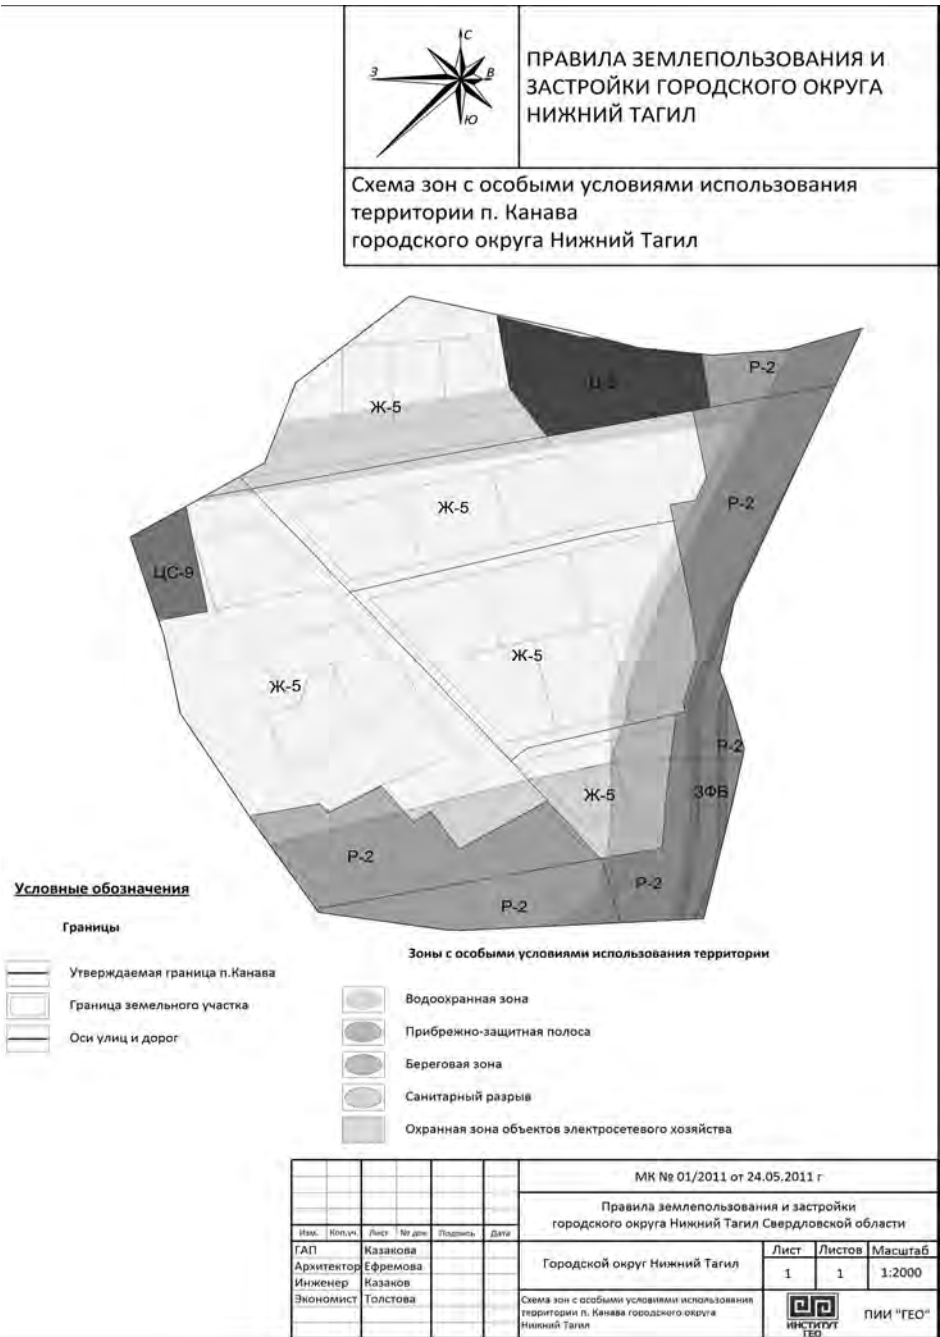 С
З
В
Ю
ПРАВИЛА ЗЕМЛЕПОЛЬЗОВАНИЯ И
ЗАСТРОЙКИ ГОРОДСКОГО ОКРУГА
НИЖНИЙ ТАГИЛ
Схема зон с особыми условиями использования
территории п. Канава
городского округа Нижний Тагил
Р-2
Ж-5
Ж-5
Р-2
ЦС-9
Ж-5
Ж-5
Р-2
Ж-5
ЗФБ
Р-2
Р-2
Р-2
Условные обозначения
Границы
Утверждаемая граница п.Канава
Граница земельного участка
Оси улиц и дорог
Зоны с особыми условиями использования территории
Водоохранная зона
Прибрежно-защитная полоса
Береговая зона
Санитарный разрыв
Охранная зона объектов электросетевого хозяйства
МК № 01/2011 от 24.05.2011 г
Правила землепользования и застройки
городского округа Нижний Тагил Свердловской области
Изм. Кол.уч. Лист № док Подпись Дата
ГАП Казакова
Архитектор Ефремова
Инженер Казаков
Экономист Толстова
Городской округ Нижний Тагил
Лист Листов Масштаб
1 1 1:2000
Схема зон с особыми условиями использования
территории п. Канава городского округа
Нижний Тагил
ИНСТИТУТ
ГЕО
ПИИ "ГЕО"